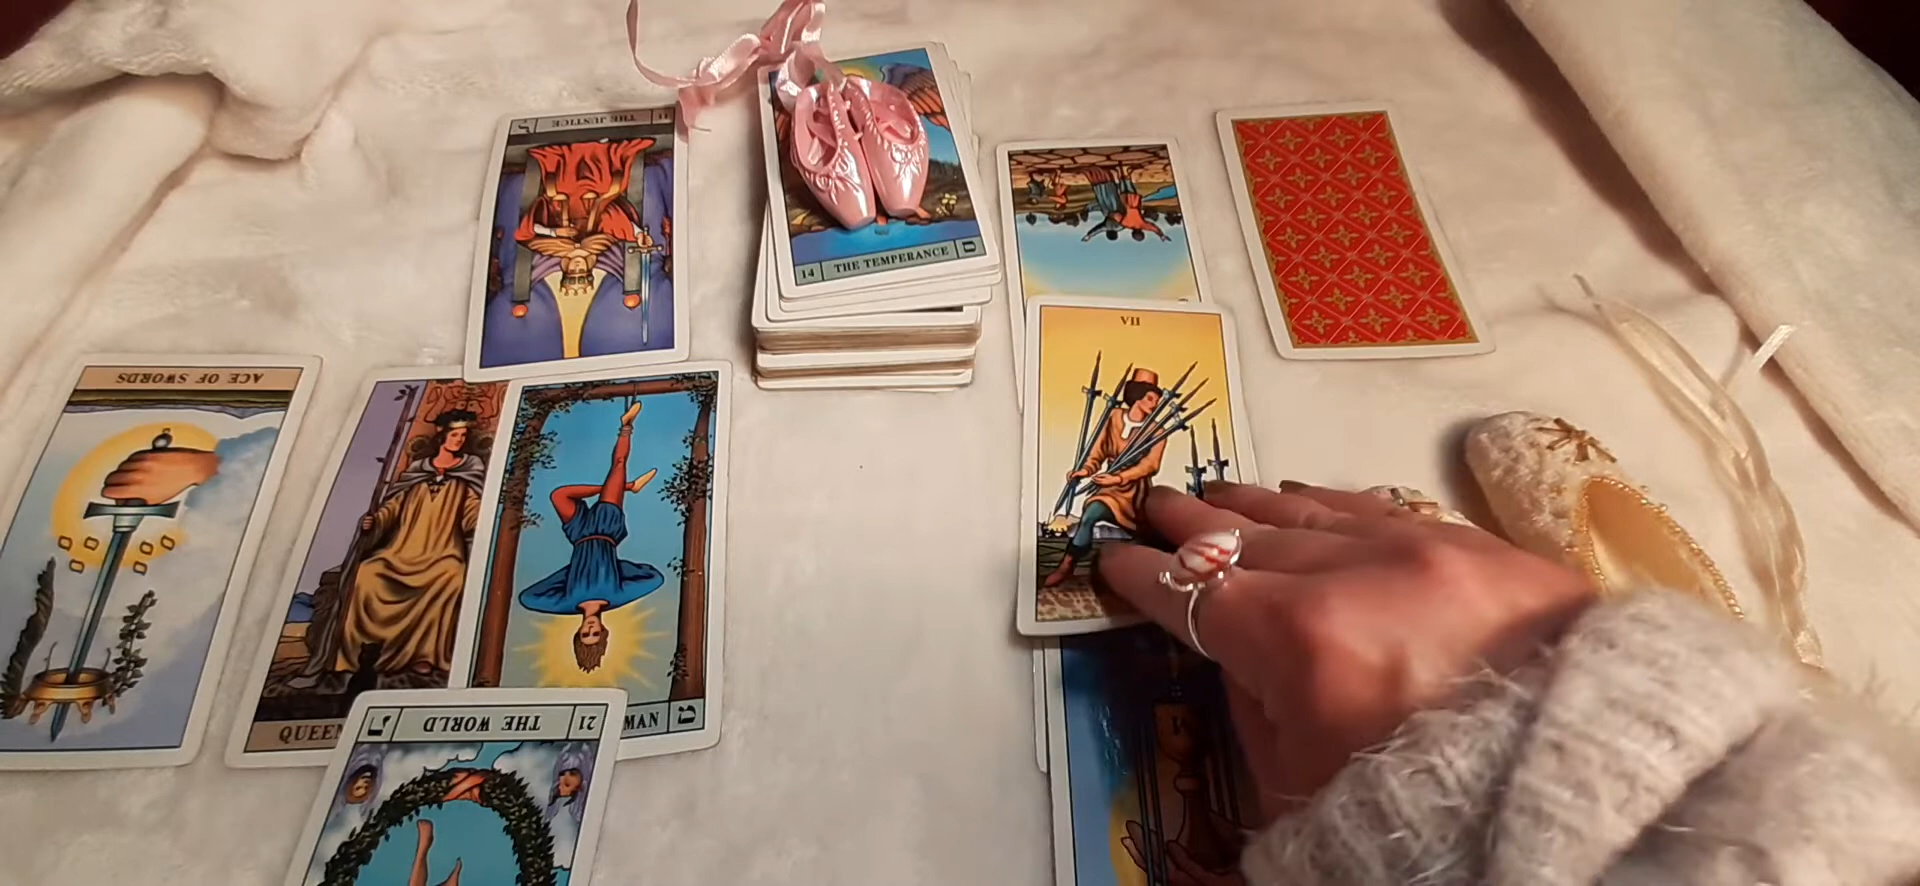 11 THE JUSTICE ל
14 THE TEMPERANCE ס
VII
ACE OF SWORDS
QUEEN
MAN מ
21 THE WORLD ת